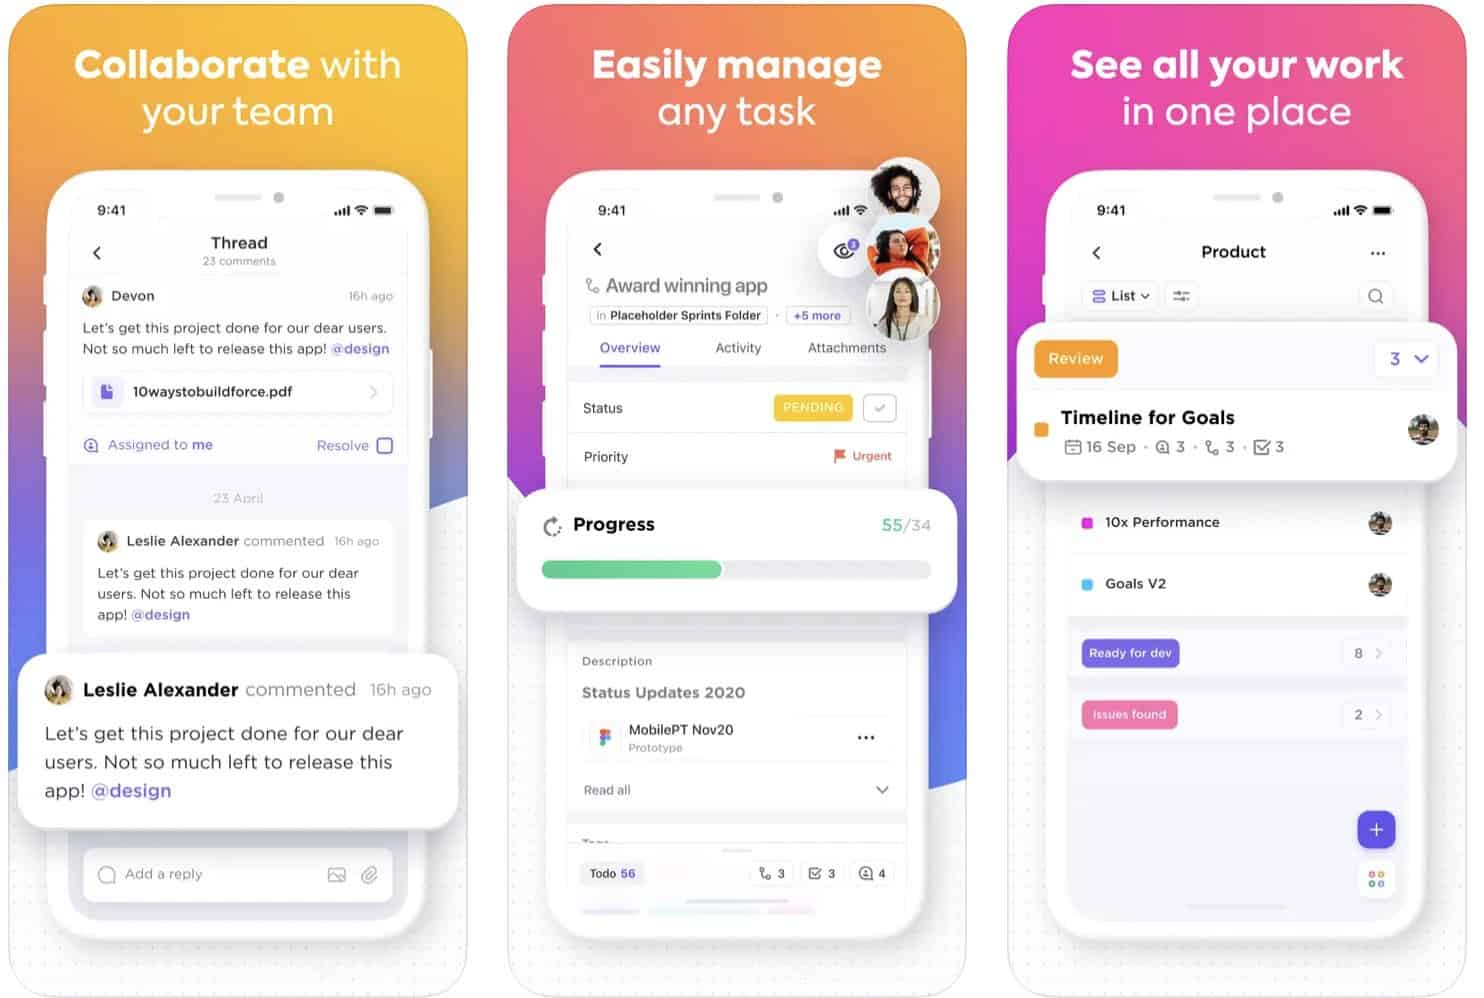 Collaborate with
your team
9:41
Thread
23 comments
Devon
16h ago
Let's get this project done for our dear users.
Not so much left to release this app! @design
10waystobuildforce.pdf
Assigned to me
Resolve
23 April
Leslie Alexander commented 16h ago
Let's get this project done for our dear
users. Not so much left to release this
app! @design
Leslie Alexander commented 16h ago
Let's get this project done for our dear
users. Not so much left to release this
app! @design
Add a reply
Easily manage
any task
9:41
3
Award winning app
in Placeholder Sprints Folder · +5 more
Overview Activity Attachments
Status PENDING
Priority Urgent
Progress 55/34
Description
Status Updates 2020
MobilePT Nov20
Prototype
Read all
Tags
Todo 56 3 3 4
See all your work
in one place
9:41
Product
List
Review 3
Timeline for Goals
16 Sep · 3 · 3 · 3
10x Performance
Goals V2
Ready for dev 8
issues found 2